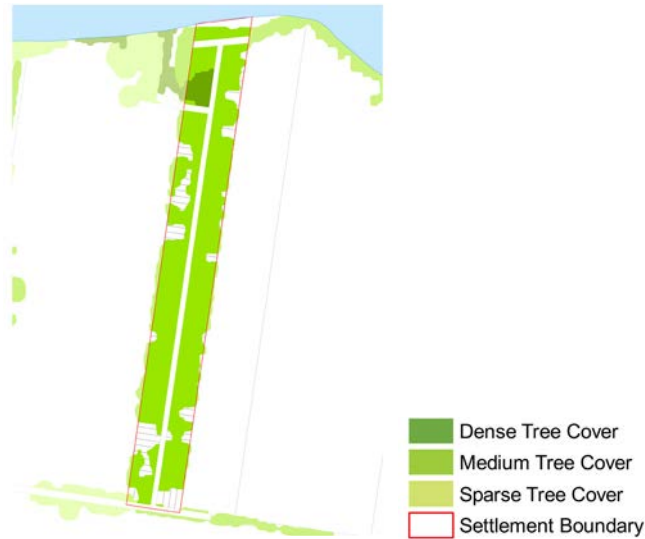 Dense Tree Cover
Medium Tree Cover
Sparse Tree Cover
Settlement Boundary